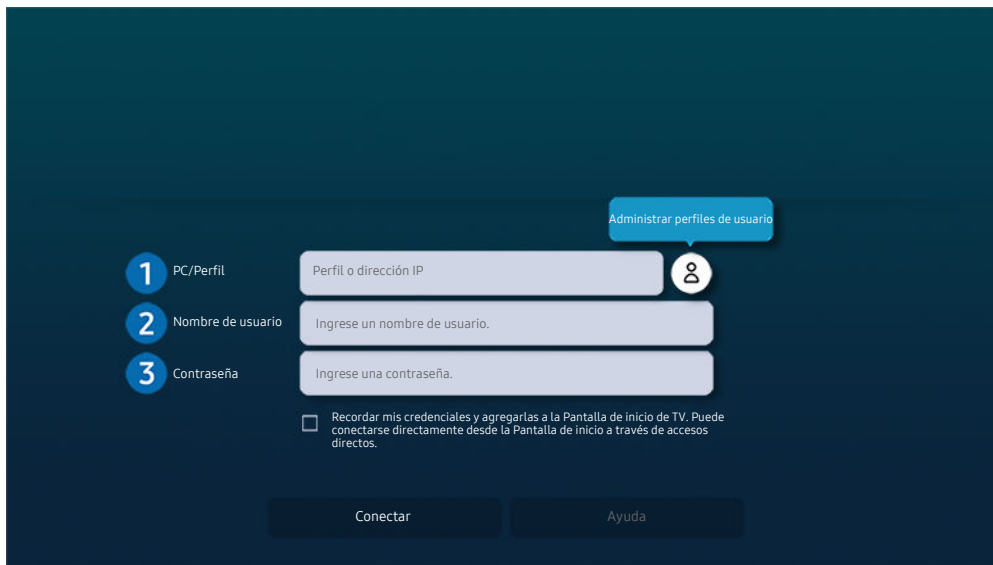 Administrar perfiles de usuario
1 PC/Perfil Perfil o dirección IP
2 Nombre de usuario Ingrese un nombre de usuario.
3 Contraseña Ingrese una contraseña.
Recordar mis credenciales y agregarlas a la Pantalla de inicio de TV. Puede
conectarse directamente desde la Pantalla de inicio a través de accesos
directos.
Conectar Ayuda